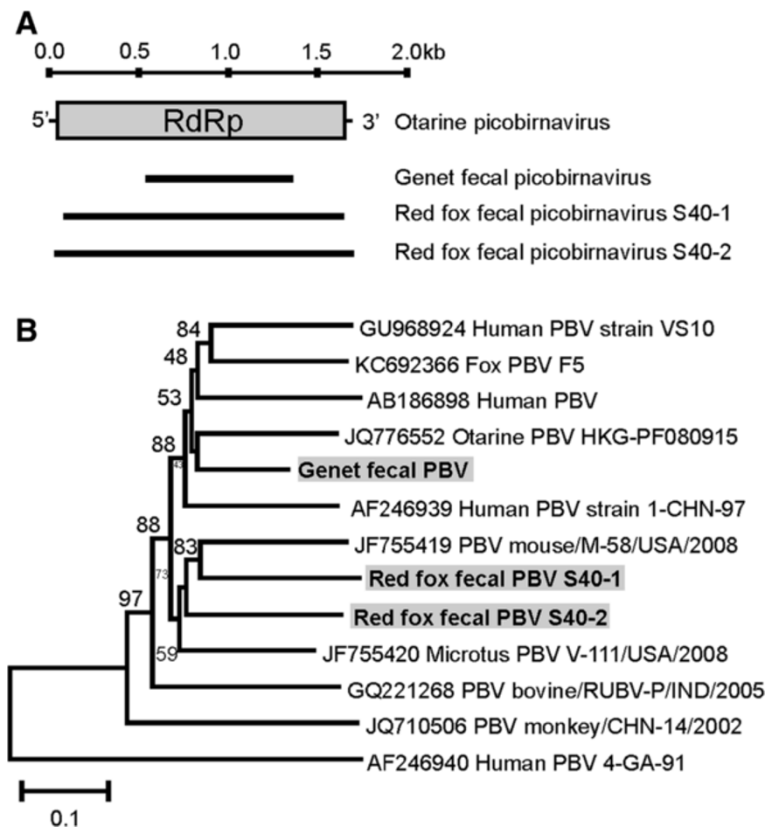 A
0.0 0.5 1.0 1.5 2.0kb
5’ RdRp 3’ Otarine picobirnavirus
Genet fecal picobirnavirus
Red fox fecal picobirnavirus S40-1
Red fox fecal picobirnavirus S40-2
B
84 GU968924 Human PBV strain VS10
48 KC692366 Fox PBV F5
53 AB186898 Human PBV
JQ776552 Otarine PBV HKG-PF080915
88 43 Genet fecal PBV
AF246939 Human PBV strain 1-CHN-97
88 83 JF755419 PBV mouse/M-58/USA/2008
73 Red fox fecal PBV S40-1
97 Red fox fecal PBV S40-2
59 JF755420 Microtus PBV V-111/USA/2008
GQ221268 PBV bovine/RUBV-P/IND/2005
JQ710506 PBV monkey/CHN-14/2002
AF246940 Human PBV 4-GA-91
0.1